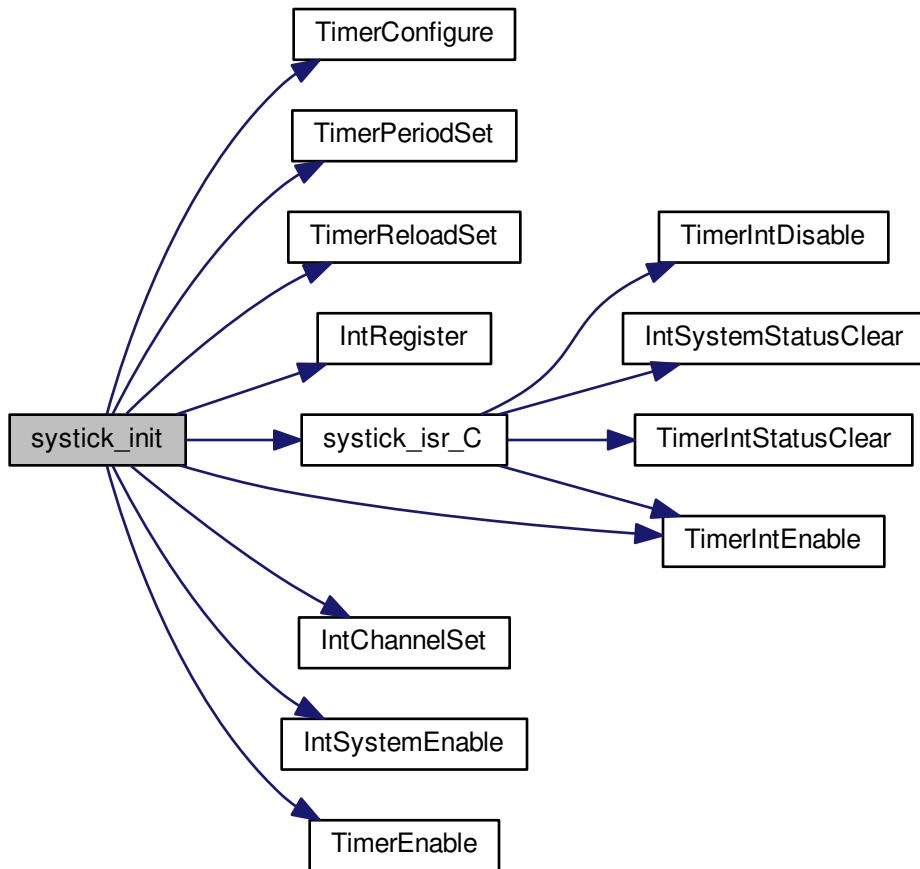 TimerConfigure
TimerPeriodSet
TimerReloadSet
TimerIntDisable
IntRegister
IntSystemStatusClear
systick_init
systick_isr_C
TimerIntStatusClear
TimerIntEnable
IntChannelSet
IntSystemEnable
TimerEnable